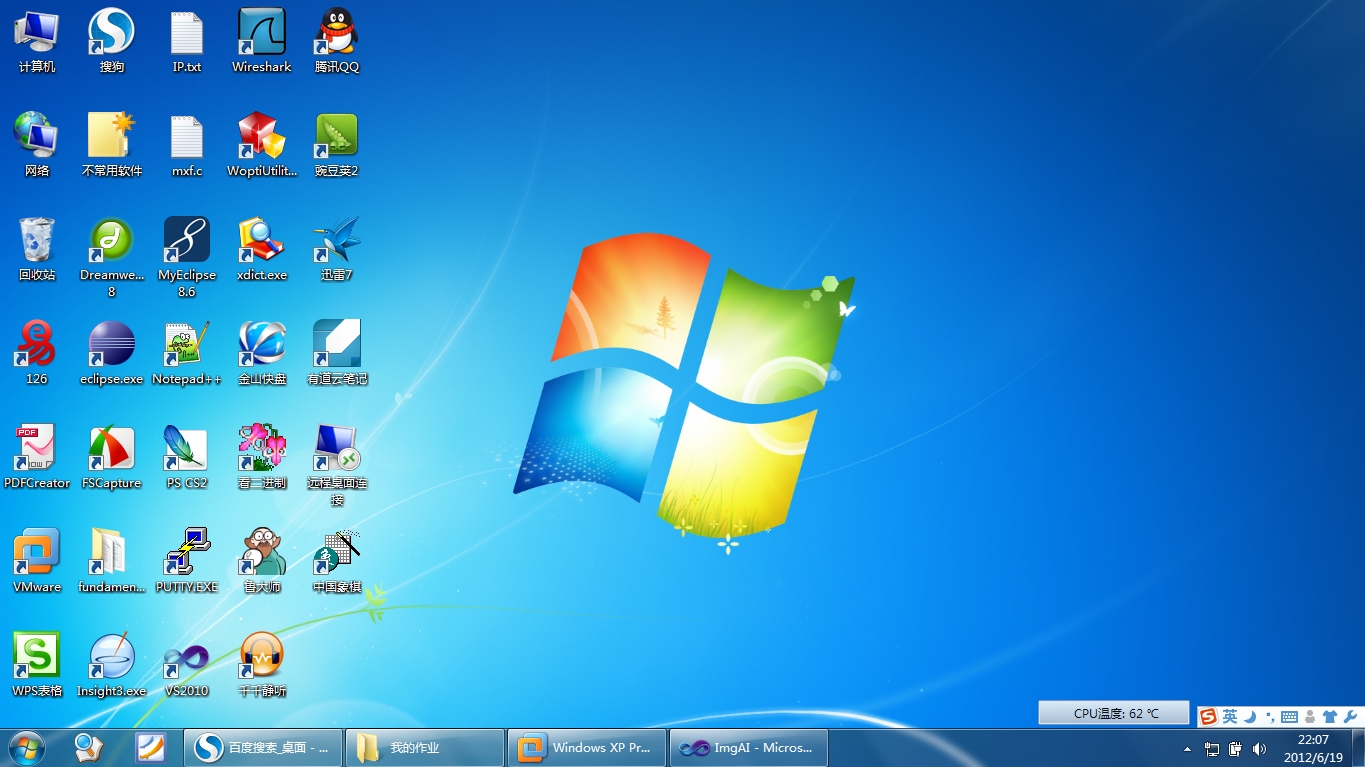 计算机
搜狗
IP.txt
Wireshark
腾讯QQ
网络
不常用软件
mxf.c
WoptiUtilit...
豌豆荚2
回收站
Dreamwe...
8
MyEclipse
8.6
xdict.exe
迅雷7
126
eclipse.exe
Notepad++
金山快盘
有道云笔记
PDF
PDFCreator
FSCapture
PS CS2
看二进制
远程桌面连
接
VMware
fundamen...
PUTTY.EXE
鲁大师
中国象棋
WPS表格
Insight3.exe
VS2010
千千静听
CPU温度: 62 ℃
英
百度搜索_桌面 - ...
我的作业
Windows XP Pr...
ImgAI - Micros...
22:07
2012/6/19